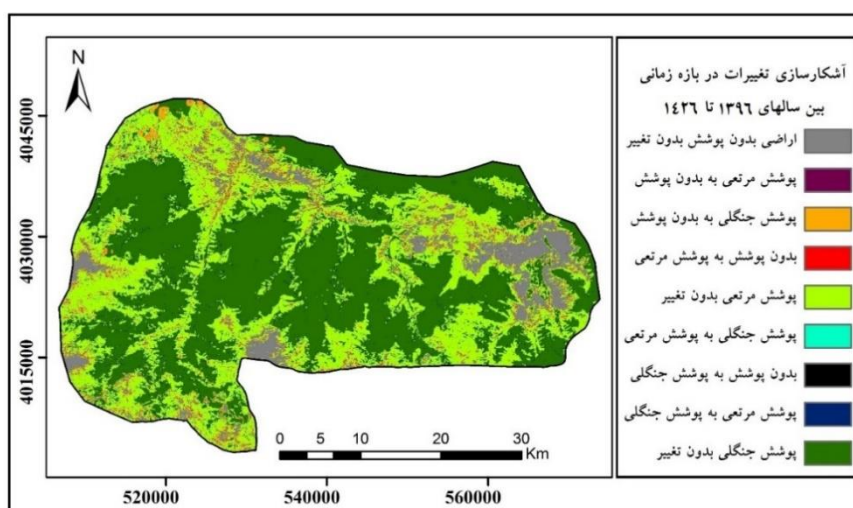 آشکارسازی تغییرات در بازه زمانی
بین سالهای ۱۳۹۶ تا ۱۴۲۶
اراضی بدون پوشش بدون تغییر
پوشش مرتعی به بدون پوشش
پوشش جنگلی به بدون پوشش
بدون پوشش به پوشش مرتعی
پوشش مرتعی بدون تغییر
پوشش جنگلی به پوشش مرتعی
بدون پوشش به پوشش جنگلی
پوشش مرتعی به پوشش جنگلی
پوشش جنگلی بدون تغییر
N
4045000
4030000
4015000
0 5 10 20 30
Km
520000 540000 560000